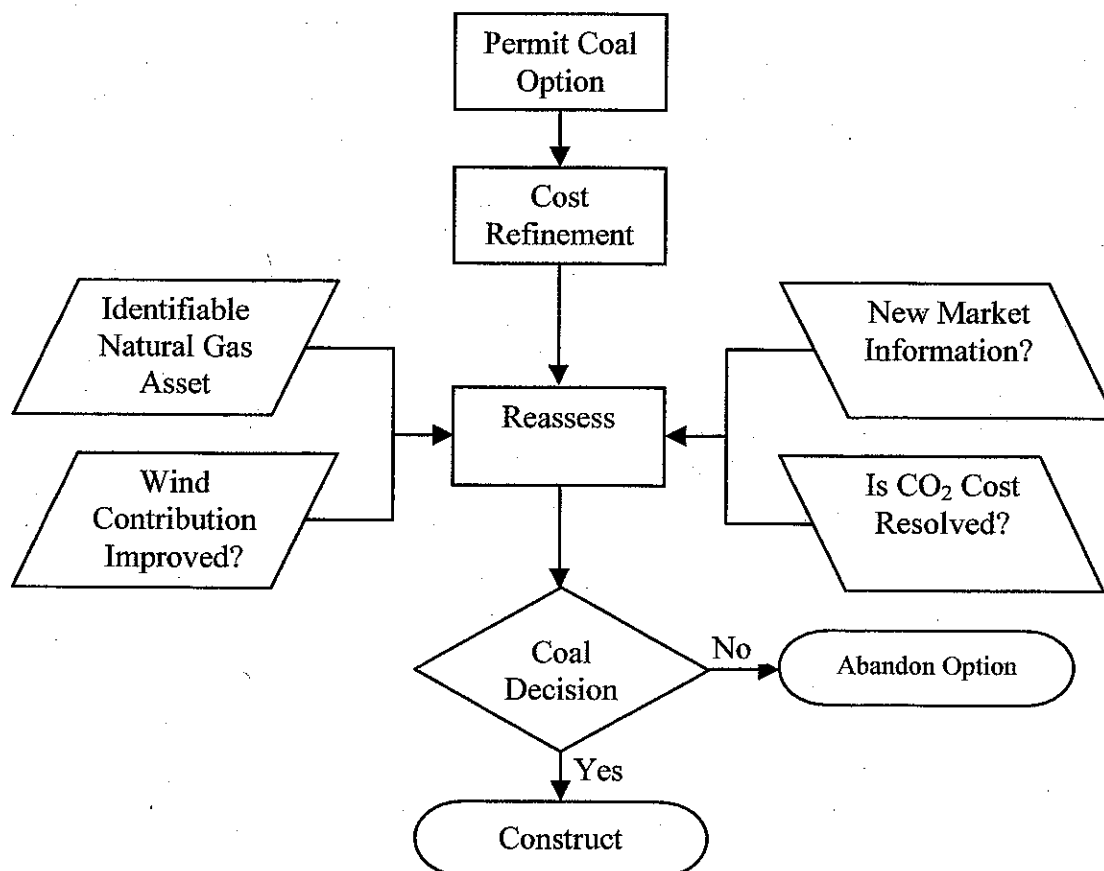 Permit Coal
Option
Cost
Refinement
Identifiable
Natural Gas
Asset
New Market
Information?
Reassess
Wind
Contribution
Improved?
Is CO₂ Cost
Resolved?
Coal
Decision
No
Abandon Option
Yes
Construct